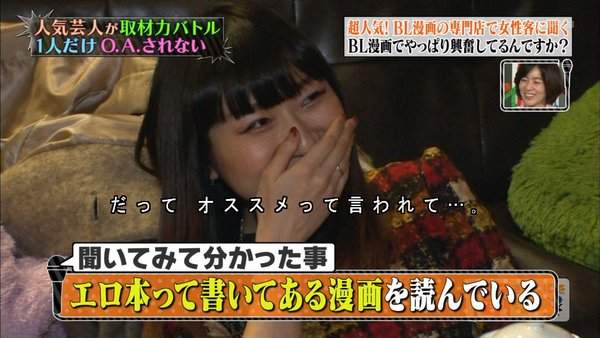 人気芸人が取材力バトル
1人だけO.A.されない
超人気!BL漫画の専門店で女性客に聞く
BL漫画でやっぱり興奮してるんですか?
だって オススメって言われて…。
聞いてみて分かった事
エロ本って書いてある漫画を読んでいる